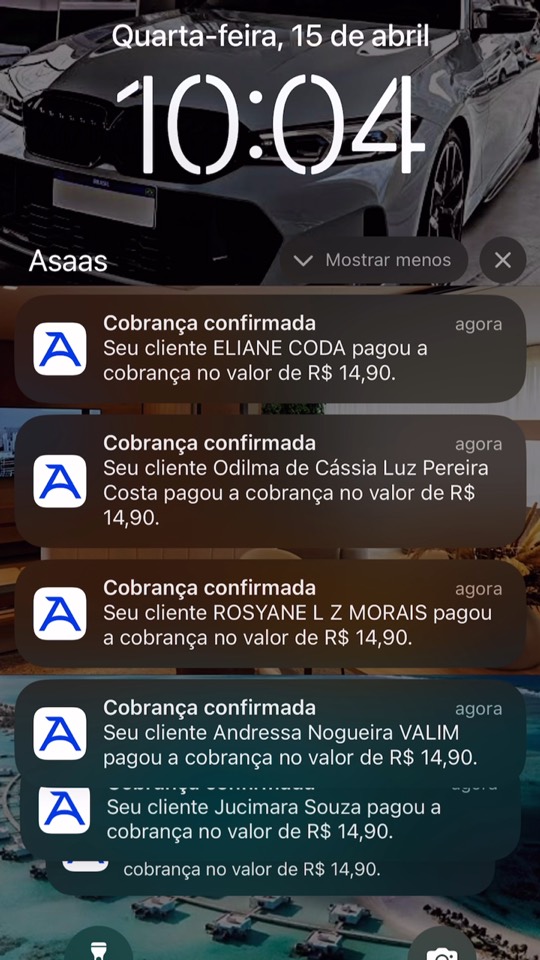 Quarta-feira, 15 de abril
10:04
Asaas
Mostrar menos
Cobrança confirmada
agora
Seu cliente ELIANE CODA pagou a
cobrança no valor de R$ 14,90.
Cobrança confirmada
agora
Seu cliente Odilma de Cássia Luz Pereira
Costa pagou a cobrança no valor de R$
14,90.
Cobrança confirmada
agora
Seu cliente ROSYANE L Z MORAIS pagou
a cobrança no valor de R$ 14,90.
Cobrança confirmada
agora
Seu cliente Andressa Nogueira VALIM
pagou a cobrança no valor de R$ 14,90.
Cobrança confirmada
agora
Seu cliente Jucimara Souza pagou a
cobrança no valor de R$ 14,90.
cobrança no valor de R$ 14,90.